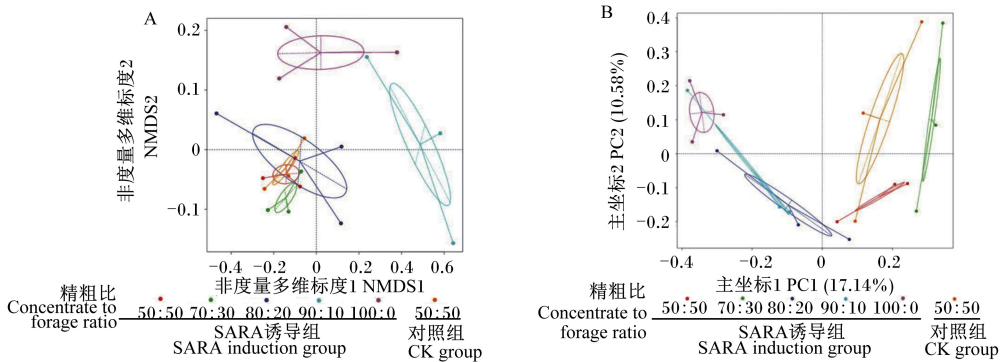 A
非度量多维标度2
NMDS2
0.2
0.1
0
−0.1
−0.4
−0.2
0
0.2
0.4
0.6
非度量多维标度1 NMDS1
精粗比
Concentrate to
forage ratio
50:50 70:30 80:20 90:10 100:0 50:50
SARA诱导组
SARA induction group
对照组
CK group
B
主坐标2 PC2 (10.58%)
0.4
0.3
0.2
0.1
0
−0.1
−0.2
−0.4
−0.2
0
0.2
主坐标1 PC1 (17.14%)
精粗比
Concentrate to
forage ratio
50:50 70:30 80:20 90:10 100:0 50:50
SARA诱导组
SARA induction group
对照组
CK group